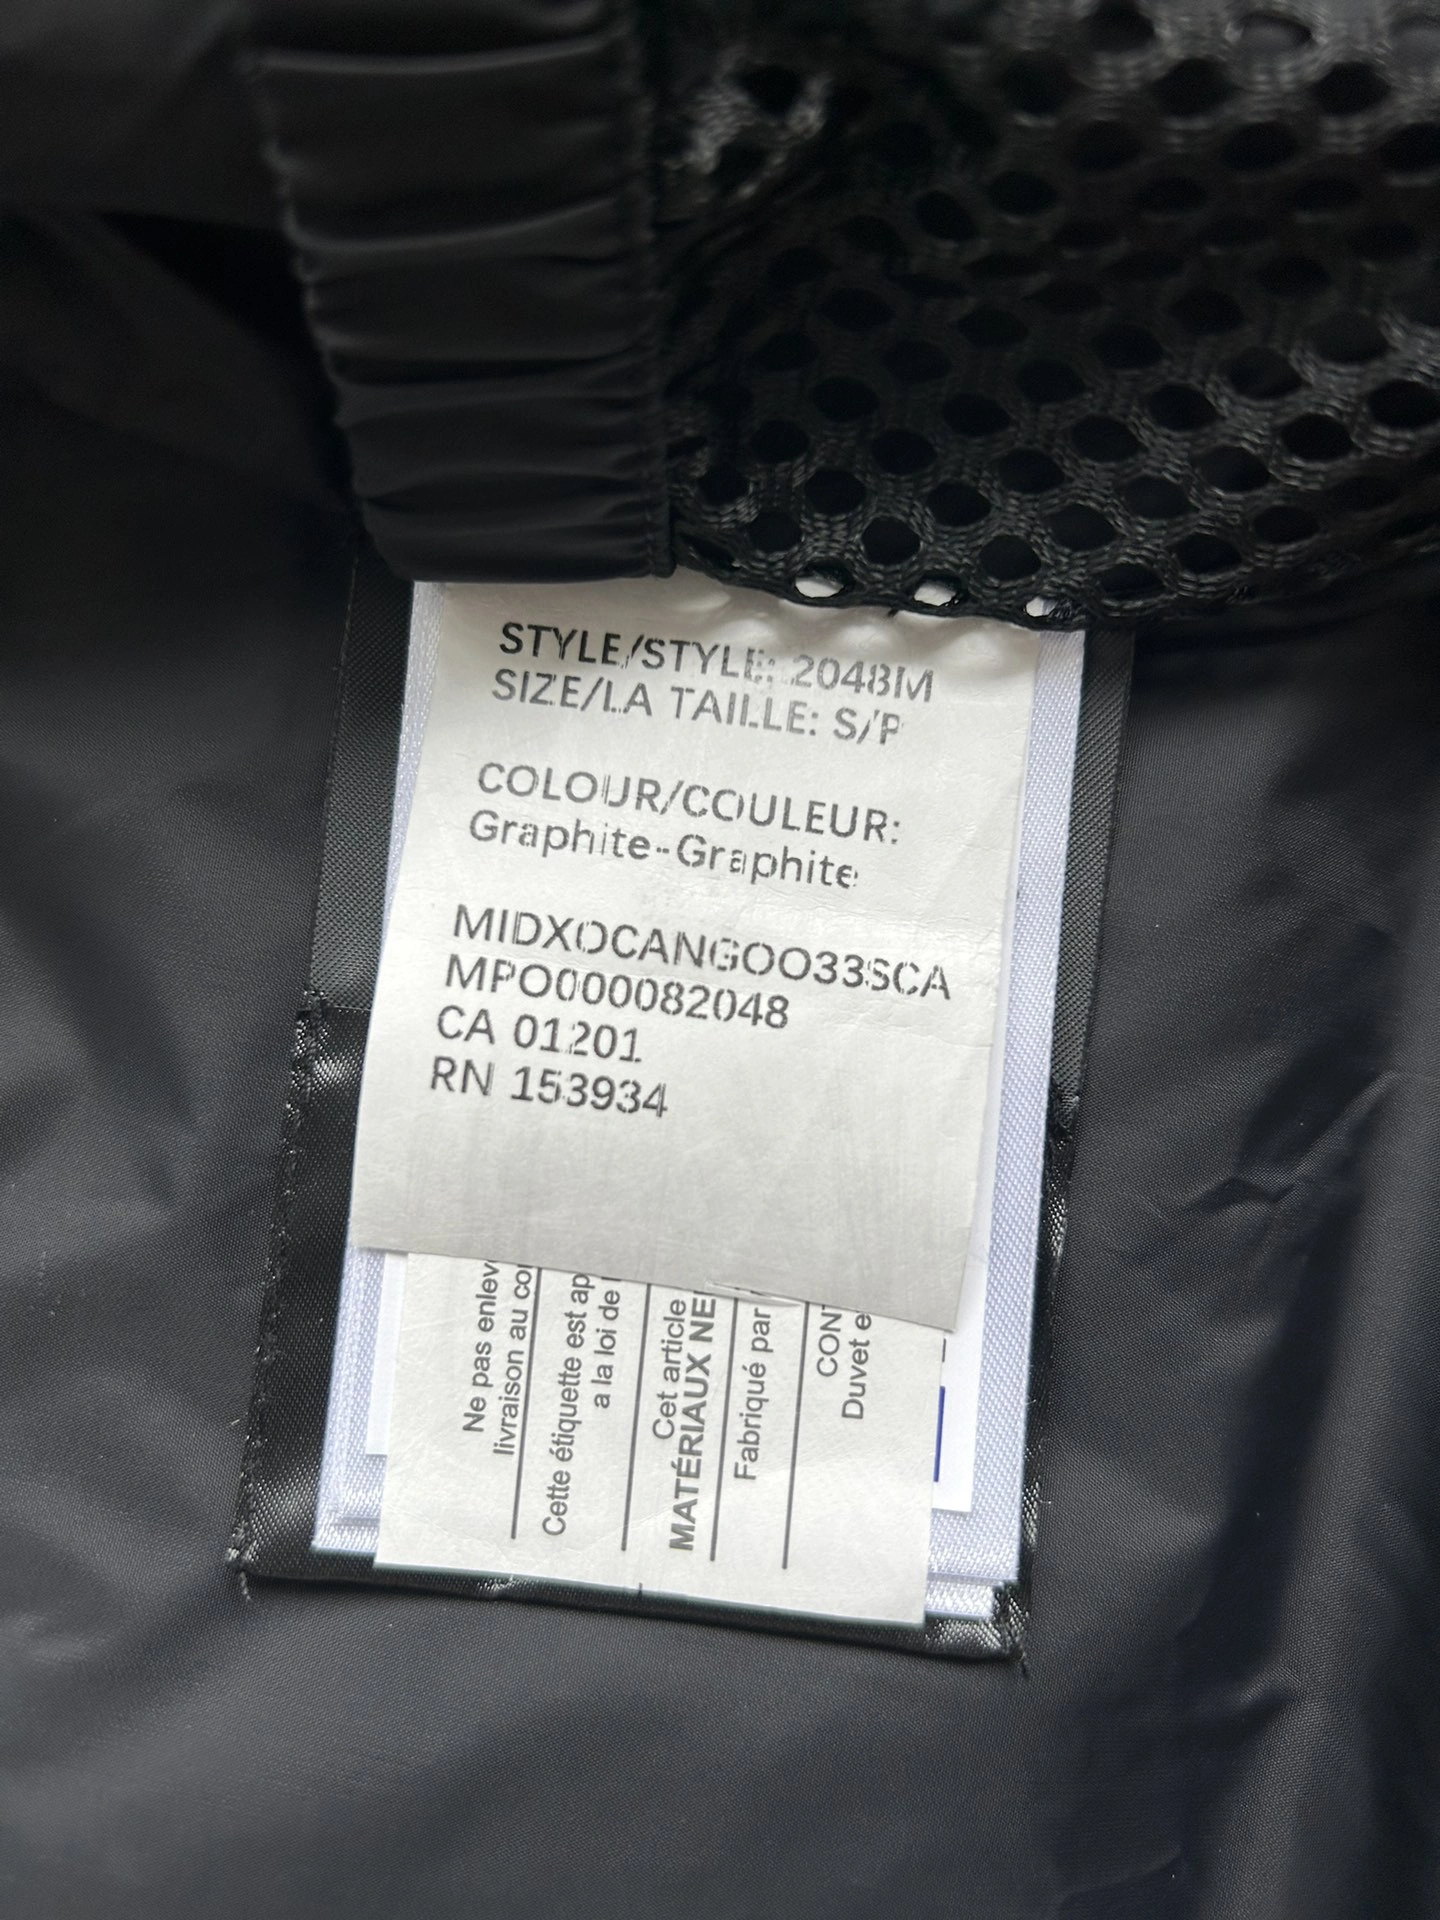 STYLE/STYLE: 2048M
SIZE/LA TAILLE: S/P
COLOUR/COULEUR:
Graphite-Graphite
MIDXOCANGOO33SCA
MPO000082048
CA 01201
RN 153934
Ne pas enlev
livraison au co
Cette étiquette est ap
a la loi de
Cet article
MATÉRIAUX NE
Fabriqué par
CONT
Duvet e